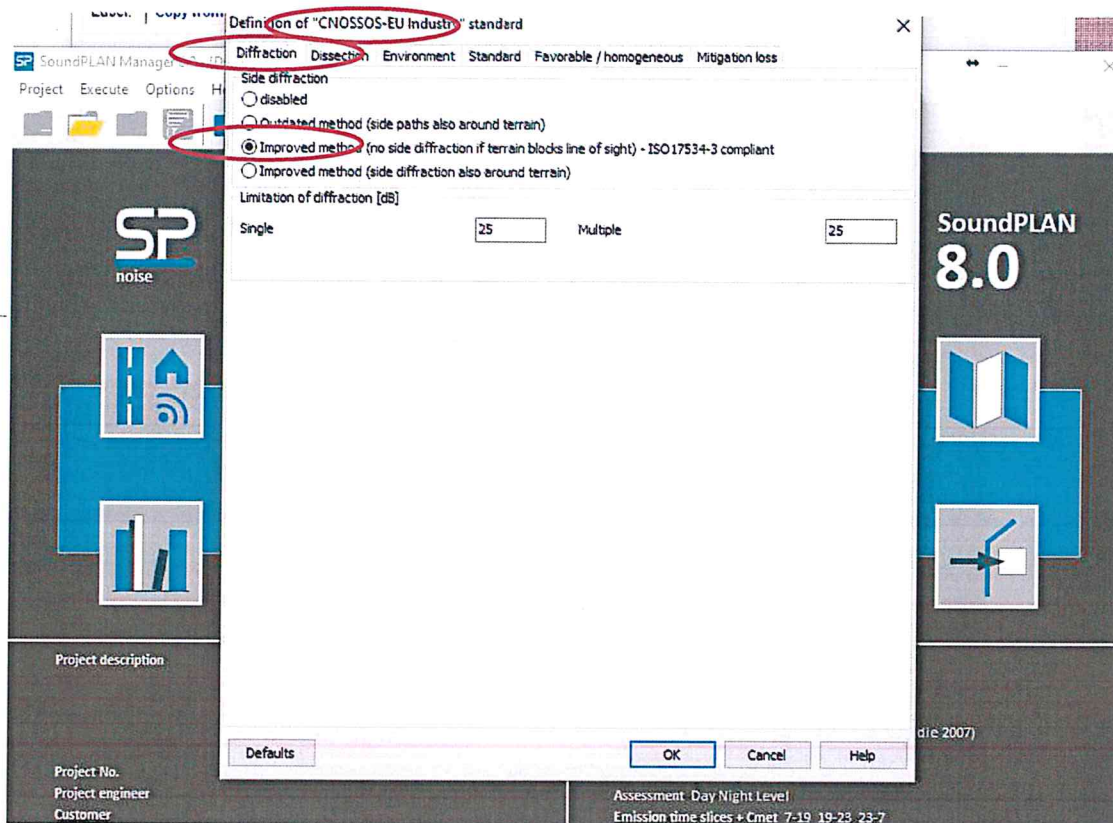 Copy from
Definition of "CNOSSOS-EU Industry" standard
SoundPLAN Manager
Diffraction Dissection Environment Standard Favorable / homogeneous Mitigation loss
Project Execute Options
Side diffraction
disabled
Outdated method (side paths also around terrain)
Improved method (no side diffraction if terrain blocks line of sight) - ISO17534-3 compliant
Improved method (side diffraction also around terrain)
Limitation of diffraction [dB]
Single 25 Multiple 25
SP
noise
SoundPLAN
8.0
Project description
die 2007)
Defaults OK Cancel Help
Project No.
Project engineer
Customer
Assessment Day Night Level
Emission time slices + Cmet 7-19 19-23 23-7